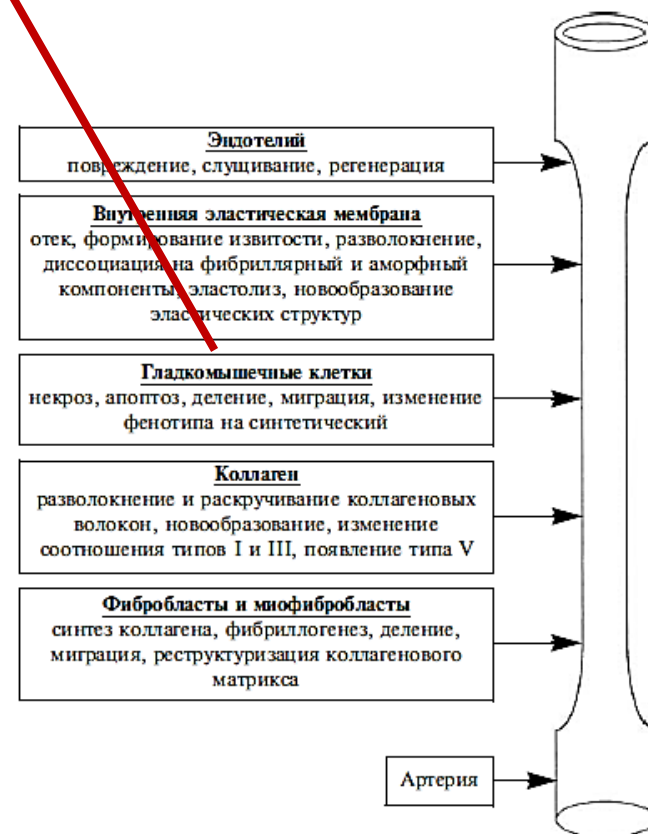 Эндотелий
повреждение, слущивание, регенерация
Внутренняя эластическая мембрана
отек, формирование извитости, разволокнение,
диссоциация на фибриллярный и аморфный
компоненты, эластолиз, новообразование
эластических структур
Гладкомышечные клетки
некроз, апоптоз, деление, миграция, изменение
фенотипа на синтетический
Коллаген
разволокнение и раскручивание коллагеновых
волокон, новообразование, изменение
соотношения типов I и III, появление типа V
Фибробласты и миофибробласты
синтез коллагена, фибриллогенез, деление,
миграция, реструктуризация коллагенового
матрикса
Артерия